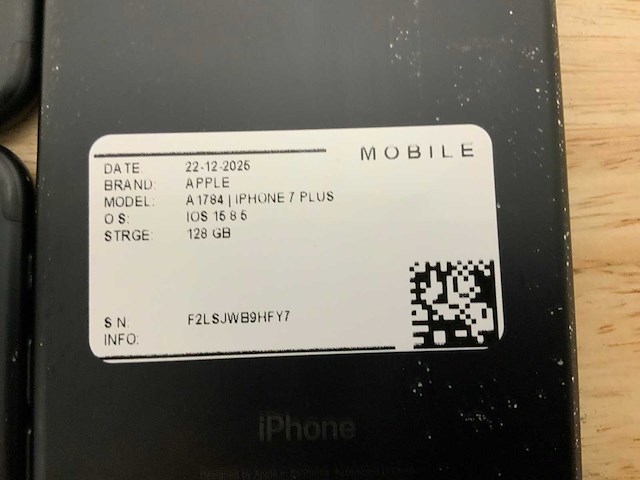 MOBILE
DATE: 22-12-2025
BRAND: APPLE
MODEL: A1784 | IPHONE 7 PLUS
OS: IOS 15.8.5
STRGE: 128 GB
S N: F2LSJWB9HFY7
INFO:
iPhone